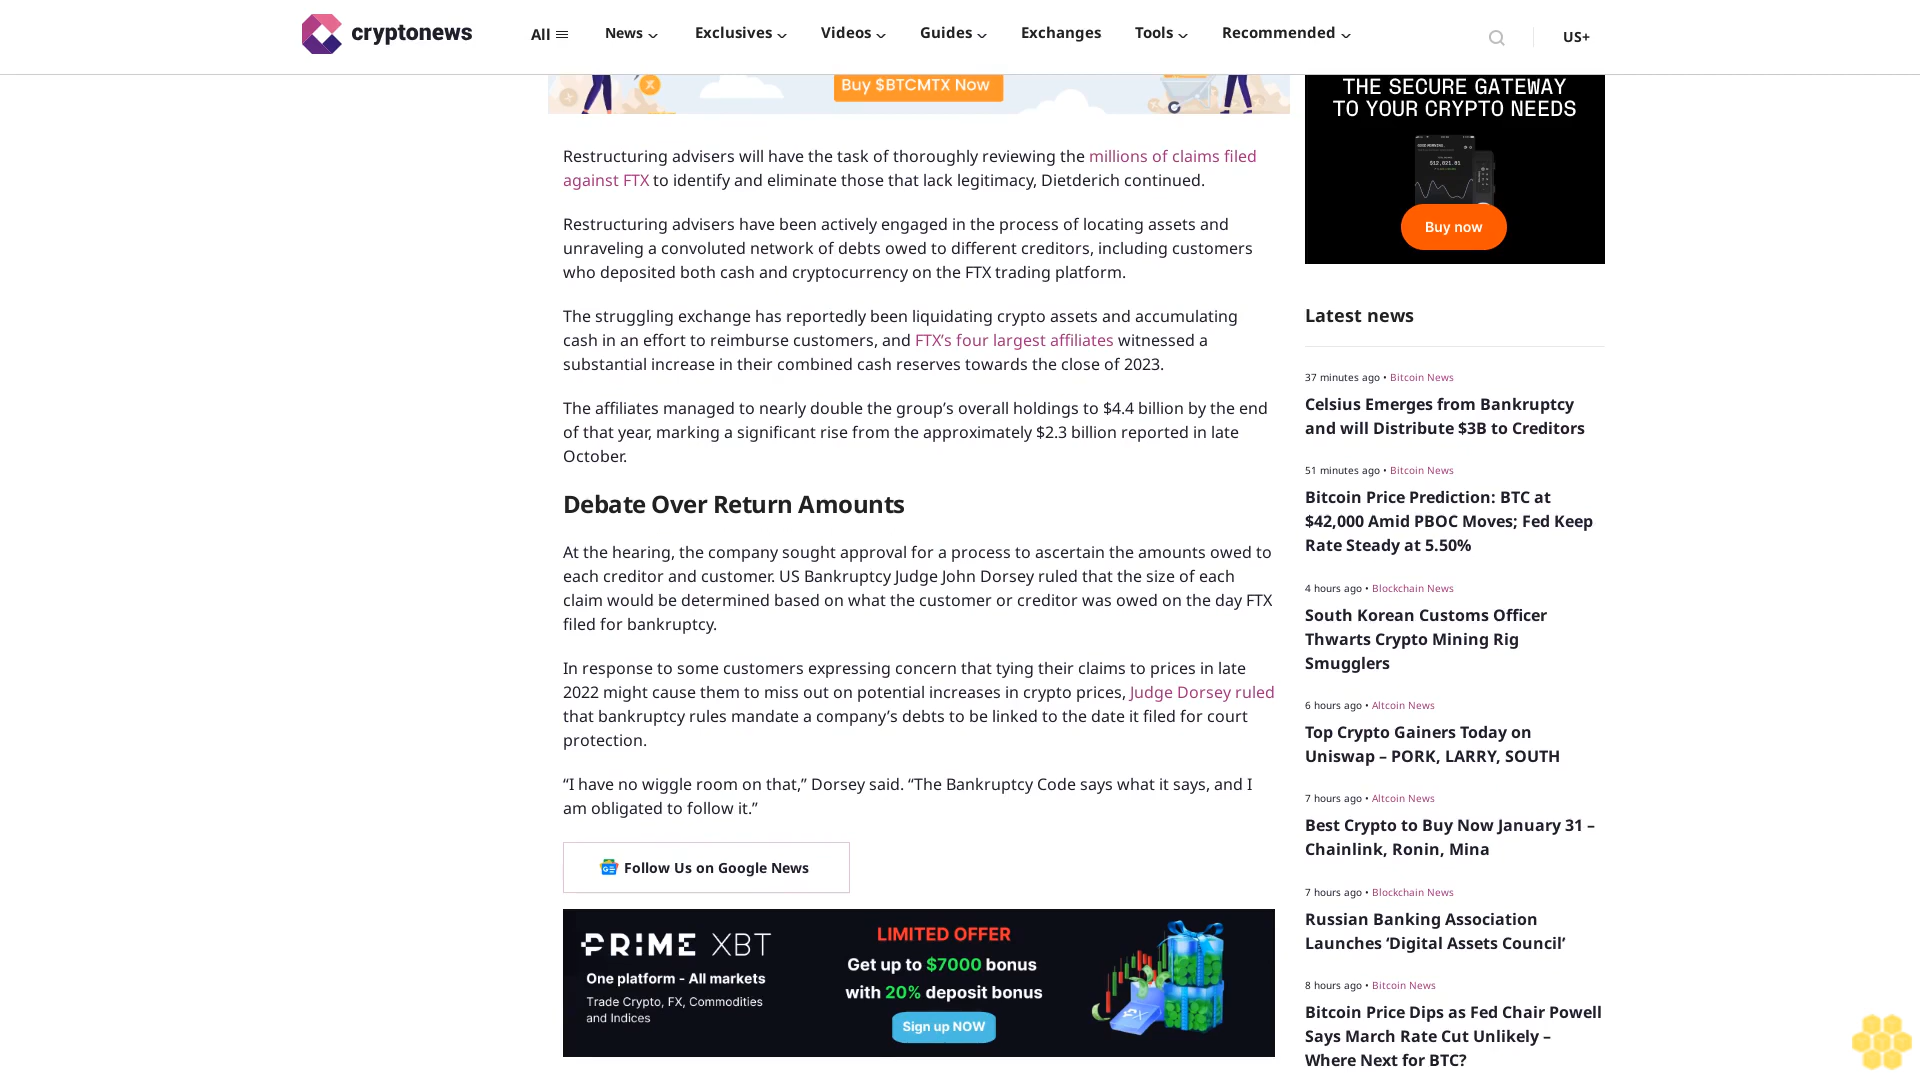 cryptonews
All
News
Exclusives
Videos
Guides
Exchanges
Tools
Recommended
US+
Buy $BTCMTX Now
Restructuring advisers will have the task of thoroughly reviewing the millions of claims filed
against FTX to identify and eliminate those that lack legitimacy, Dietderich continued.
Restructuring advisers have been actively engaged in the process of locating assets and
unraveling a convoluted network of debts owed to different creditors, including customers
who deposited both cash and cryptocurrency on the FTX trading platform.
The struggling exchange has reportedly been liquidating crypto assets and accumulating
cash in an effort to reimburse customers, and FTX’s four largest affiliates witnessed a
substantial increase in their combined cash reserves towards the close of 2023.
The affiliates managed to nearly double the group’s overall holdings to $4.4 billion by the end
of that year, marking a significant rise from the approximately $2.3 billion reported in late
October.
Debate Over Return Amounts
At the hearing, the company sought approval for a process to ascertain the amounts owed to
each creditor and customer. US Bankruptcy Judge John Dorsey ruled that the size of each
claim would be determined based on what the customer or creditor was owed on the day FTX
filed for bankruptcy.
In response to some customers expressing concern that tying their claims to prices in late
2022 might cause them to miss out on potential increases in crypto prices, Judge Dorsey ruled
that bankruptcy rules mandate a company’s debts to be linked to the date it filed for court
protection.
“I have no wiggle room on that,” Dorsey said. “The Bankruptcy Code says what it says, and I
am obligated to follow it.”
Follow Us on Google News
PRIME XBT
One platform - All markets
Trade Crypto, FX, Commodities
and Indices
LIMITED OFFER
Get up to $7000 bonus
with 20% deposit bonus
Sign up NOW
THE SECURE GATEWAY
TO YOUR CRYPTO NEEDS
$12,021.01
Buy now
Latest news
37 minutes ago • Bitcoin News
Celsius Emerges from Bankruptcy
and will Distribute $3B to Creditors
51 minutes ago • Bitcoin News
Bitcoin Price Prediction: BTC at
$42,000 Amid PBOC Moves; Fed Keep
Rate Steady at 5.50%
4 hours ago • Blockchain News
South Korean Customs Officer
Thwarts Crypto Mining Rig
Smugglers
6 hours ago • Altcoin News
Top Crypto Gainers Today on
Uniswap – PORK, LARRY, SOUTH
7 hours ago • Altcoin News
Best Crypto to Buy Now January 31 –
Chainlink, Ronin, Mina
7 hours ago • Blockchain News
Russian Banking Association
Launches ‘Digital Assets Council’
8 hours ago • Bitcoin News
Bitcoin Price Dips as Fed Chair Powell
Says March Rate Cut Unlikely –
Where Next for BTC?